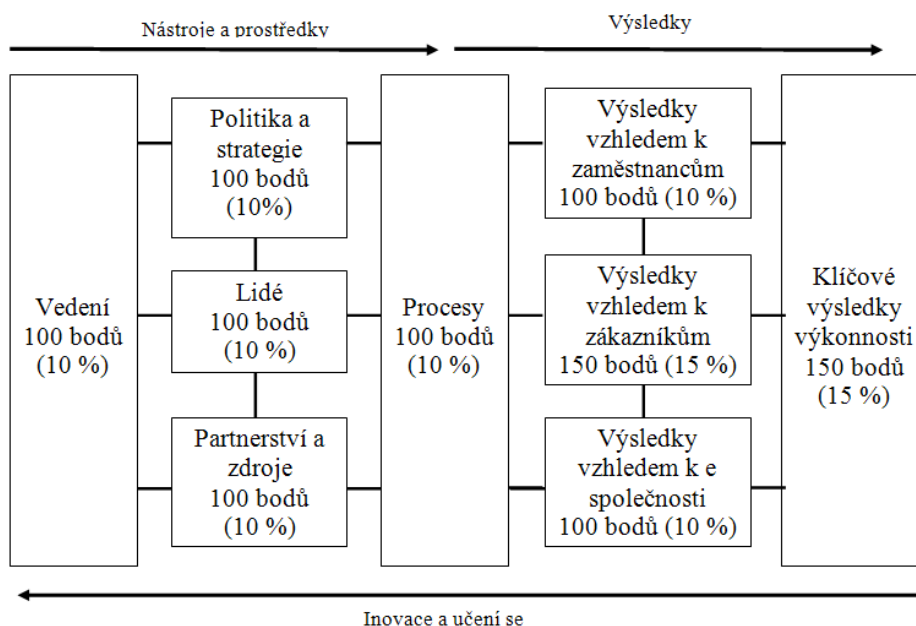 Nástroje a prostředky
Výsledky
Vedení
100 bodů
(10 %)
Politika a
strategie
100 bodů
(10%)
Lidé
100 bodů
(10 %)
Partnerství a
zdroje
100 bodů
(10 %)
Procesy
100 bodů
(10 %)
Výsledky
vzhledem k
zaměstnancům
100 bodů (10 %)
Výsledky
vzhledem k
zákazníkům
150 bodů (15 %)
Výsledky
vzhledem k e
společnosti
100 bodů (10 %)
Klíčové
výsledky
výkonnosti
150 bodů
(15 %)
Inovace a učení se